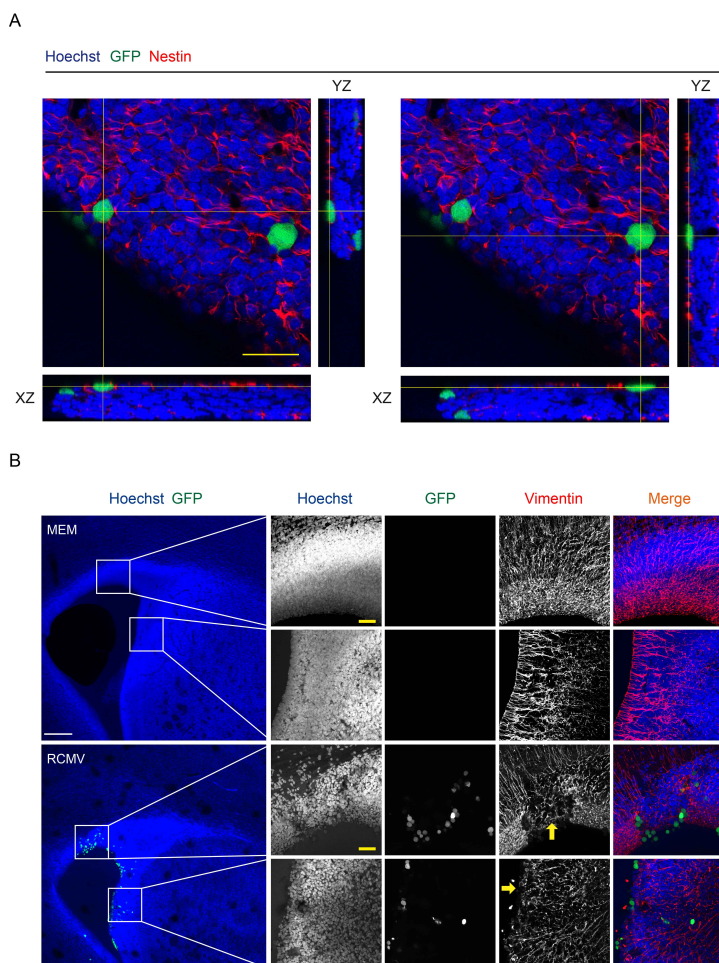 A
Hoechst GFP Nestin
YZ
YZ
XZ
XZ
B
Hoechst GFP
Hoechst
GFP
Vimentin
Merge
MEM
RCMV